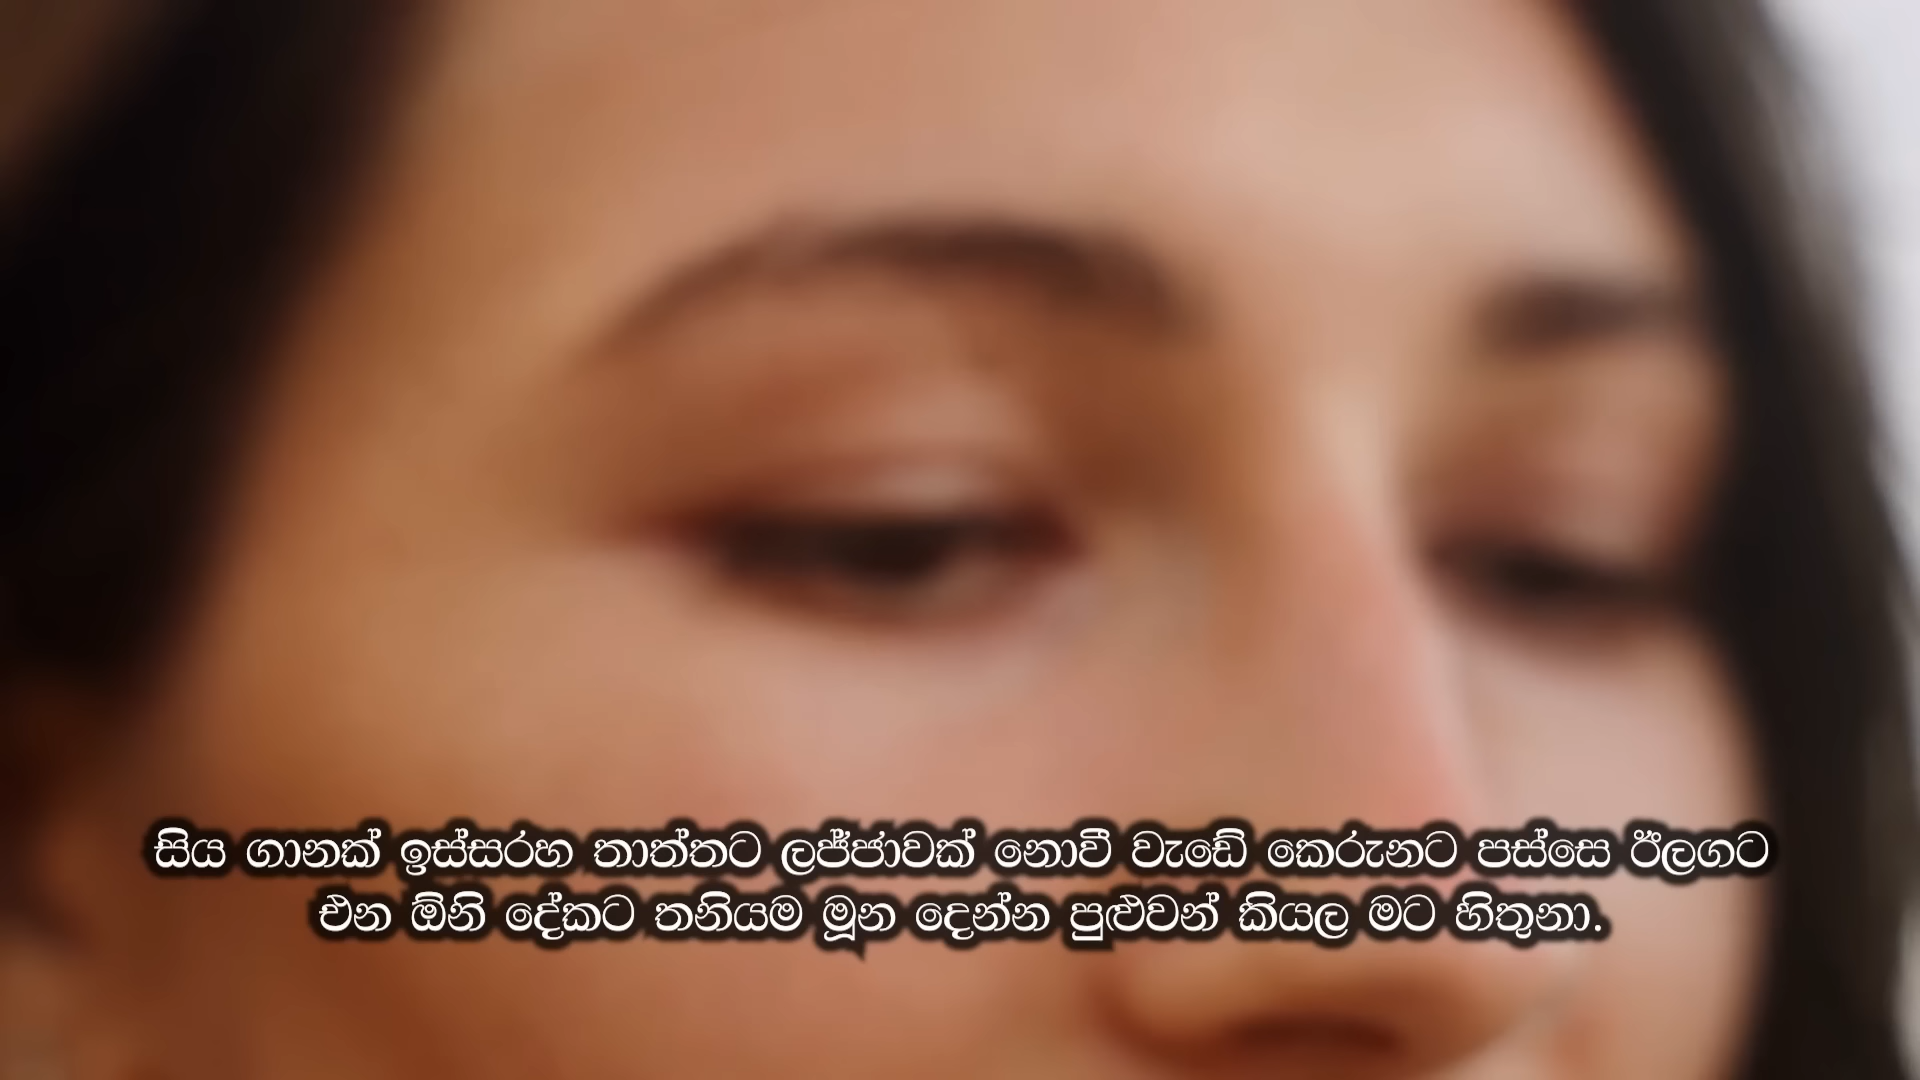 සිය ගානක් ඉස්සරහ තාත්තට ලජ්ජාවක් නොවී වැඩේ කෙරුනට පස්සෙ ඊලගට
එන ඕනි දේකට තනියම මූන දෙන්න පුළුවන් කියල මට හිතුනා.